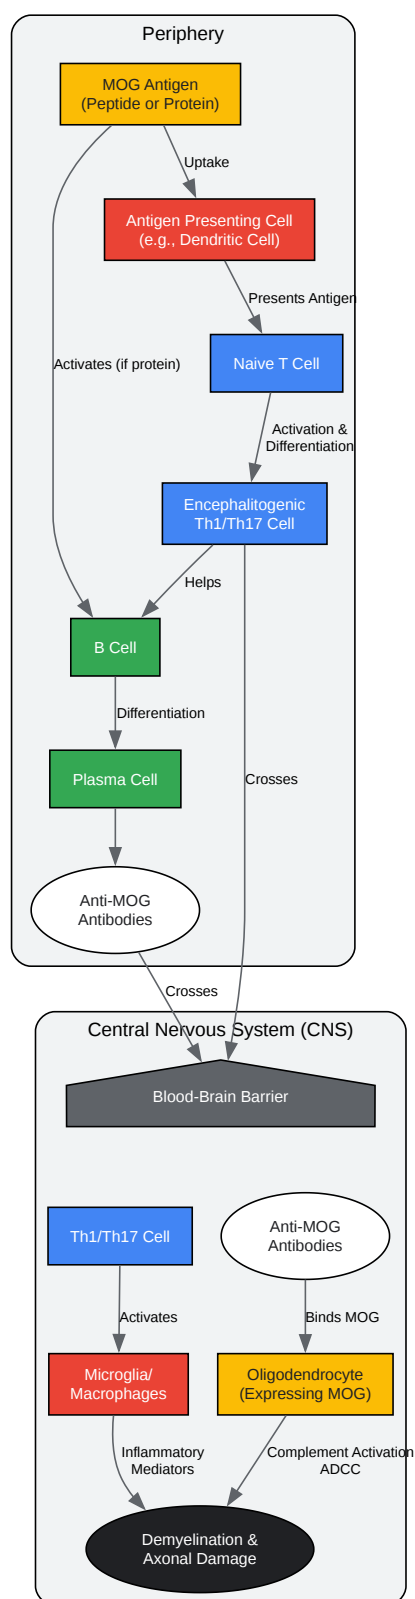 Periphery
MOG Antigen
(Peptide or Protein)
Uptake
Antigen Presenting Cell
(e.g., Dendritic Cell)
Presents Antigen
Activates (if protein)
Naive T Cell
Activation &
Differentiation
Encephalitogenic
Th1/Th17 Cell
Helps
B Cell
Differentiation
Plasma Cell
Crosses
Anti-MOG
Antibodies
Crosses
Central Nervous System (CNS)
Blood-Brain Barrier
Th1/Th17 Cell
Anti-MOG
Antibodies
Activates
Binds MOG
Microglia/
Macrophages
Oligodendrocyte
(Expressing MOG)
Inflammatory
Mediators
Complement Activation
ADCC
Demyelination &
Axonal Damage